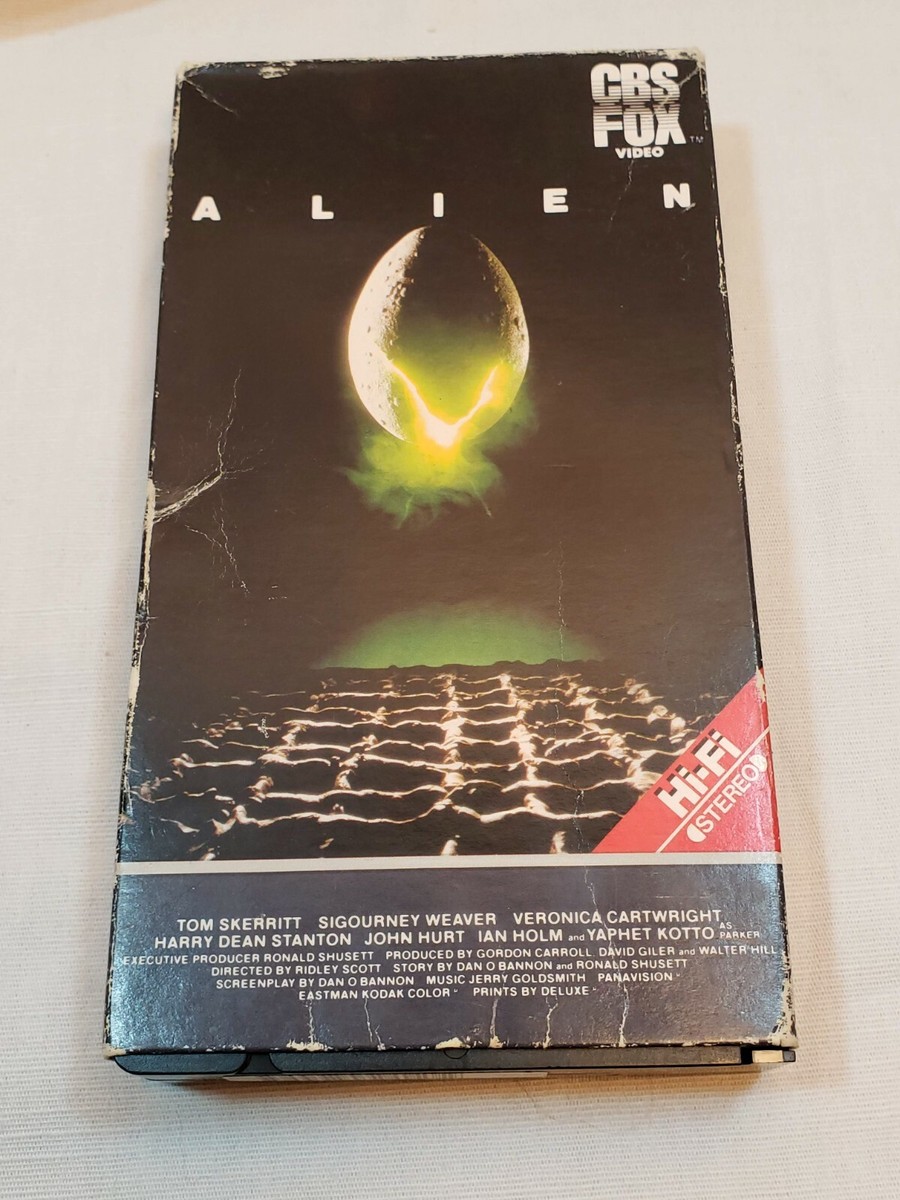 CBS
FOX
VIDEO
TM
A L I E N
Hi-Fi
STEREO
TOM SKERRITT SIGOURNEY WEAVER VERONICA CARTWRIGHT
HARRY DEAN STANTON JOHN HURT IAN HOLM and YAPHET KOTTO AS PARKER
EXECUTIVE PRODUCER RONALD SHUSETT PRODUCED BY GORDON CARROLL, DAVID GILER and WALTER HILL
DIRECTED BY RIDLEY SCOTT STORY BY DAN O'BANNON and RONALD SHUSETT
SCREENPLAY BY DAN O'BANNON MUSIC JERRY GOLDSMITH PANAVISION®
EASTMAN KODAK COLOR® PRINTS BY DELUXE®